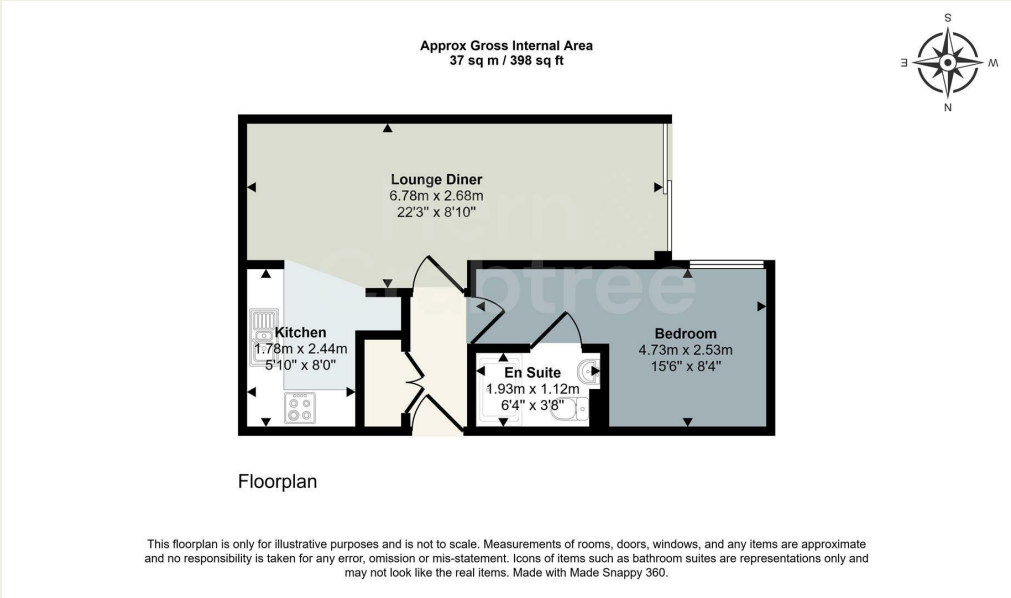 Approx Gross Internal Area
37 sq m / 398 sq ft
S
E
W
N
Lounge Diner
6.78m x 2.68m
22'3" x 8'10"
Hern
Crabtree
Kitchen
1.78m x 2.44m
5'10" x 8'0"
En Suite
1.93m x 1.12m
6'4" x 3'8"
Bedroom
4.73m x 2.53m
15'6" x 8'4"
Floorplan
This floorplan is only for illustrative purposes and is not to scale. Measurements of rooms, doors, windows, and any items are approximate
and no responsibility is taken for any error, omission or mis-statement. Icons of items such as bathroom suites are representations only and
may not look like the real items. Made with Made Snappy 360.